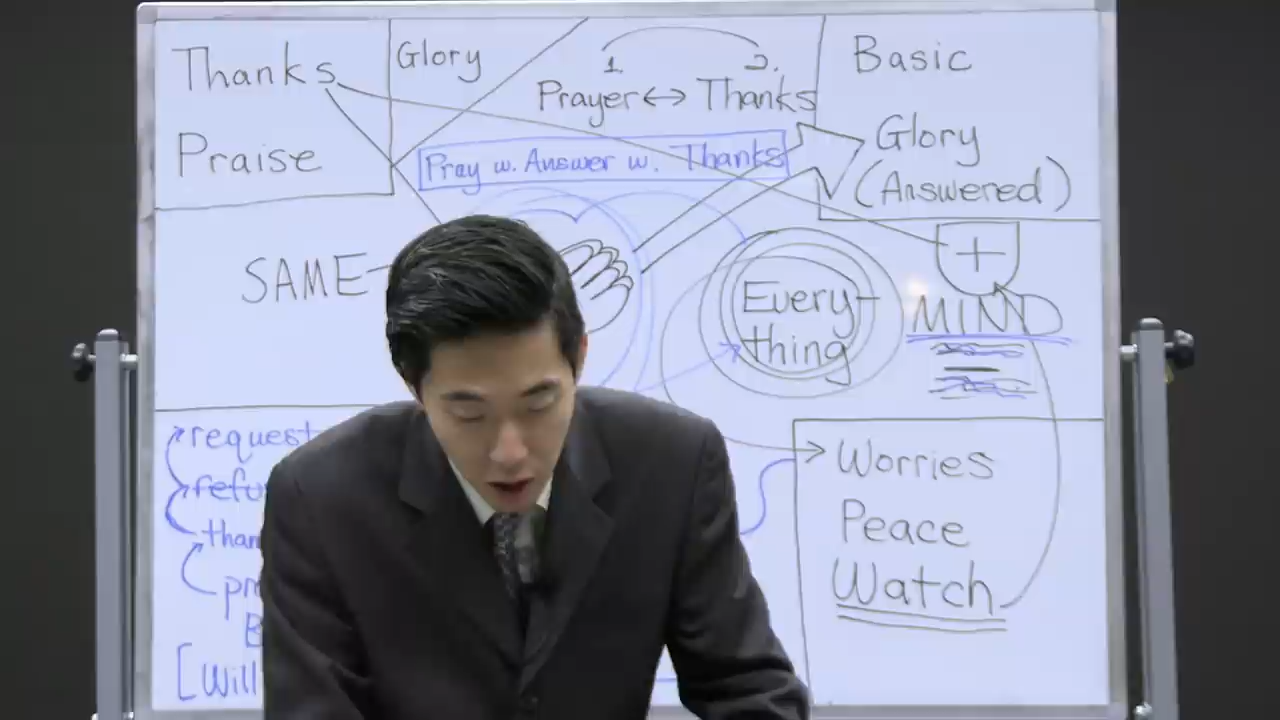 Thanks
Praise
Glory
1. 2.
Prayer ↔ Thanks
Pray w. Answer w. Thanks
Basic
Glory
(Answered)
SAME
Every-
thing
MIND
request
Worries
Peace
Watch
[Will